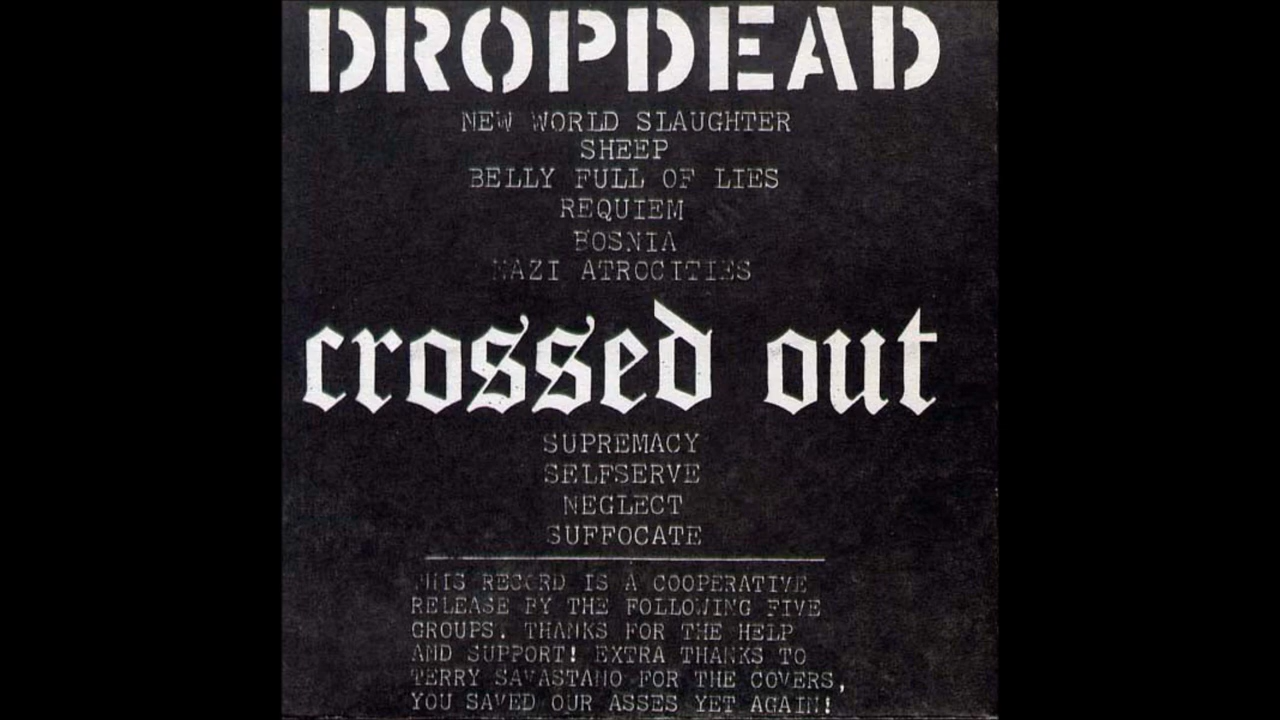 DROPDEAD
NEW WORLD SLAUGHTER
SHEEP
BELLY FULL OF LIES
REQUIEM
BOSNIA
NAZI ATROCITIES
crossed out
SUPREMACY
SELFSERVE
NEGLECT
SUFFOCATE
THIS RECORD IS A COOPERATIVE
RELEASE BY THE FOLLOWING FIVE
GROUPS. THANKS FOR THE HELP
AND SUPPORT! EXTRA THANKS TO
TERRY SAVASTANO FOR THE COVERS,
YOU SAVED OUR ASSES YET AGAIN!